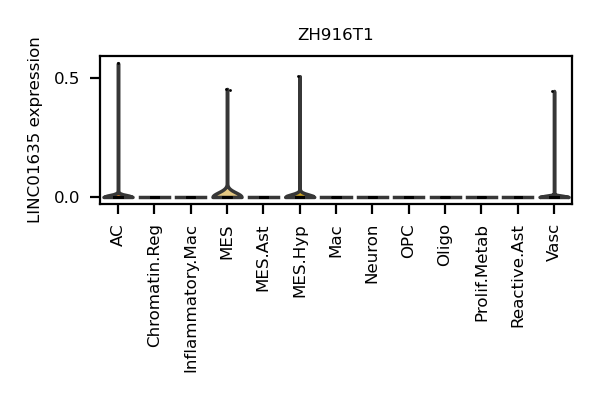 ZH916T1
LINC01635 expression
0.5
0.0
AC
Chromatin.Reg
Inflammatory.Mac
MES
MES.Ast
MES.Hyp
Mac
Neuron
OPC
Oligo
Prolif.Metab
Reactive.Ast
Vasc